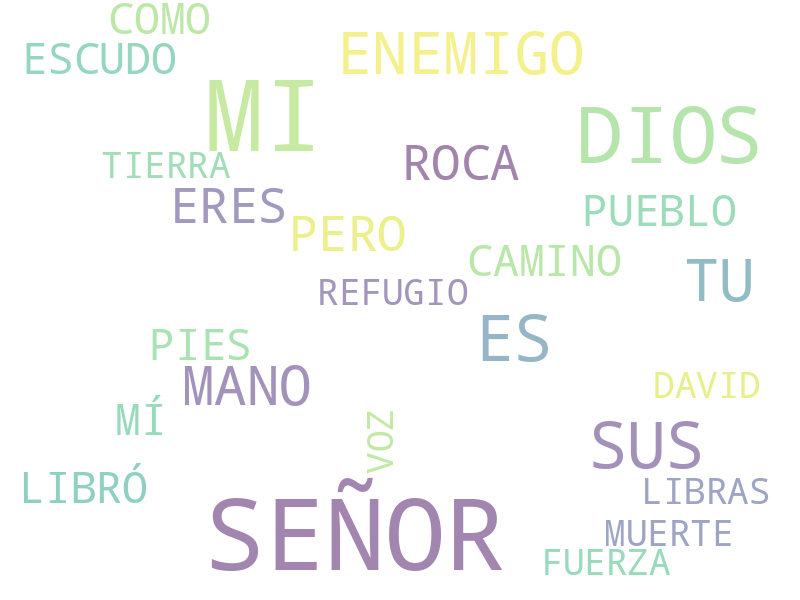 COMO
ESCUDO
ENEMIGO
MI
DIOS
TIERRA
ROCA
ERES
PERO
PUEBLO
CAMINO
TU
REFUGIO
ES
PIES
MANO
DAVID
MÍ
VOZ
SUS
LIBRÓ
LIBRAS
SEÑOR
MUERTE
FUERZA